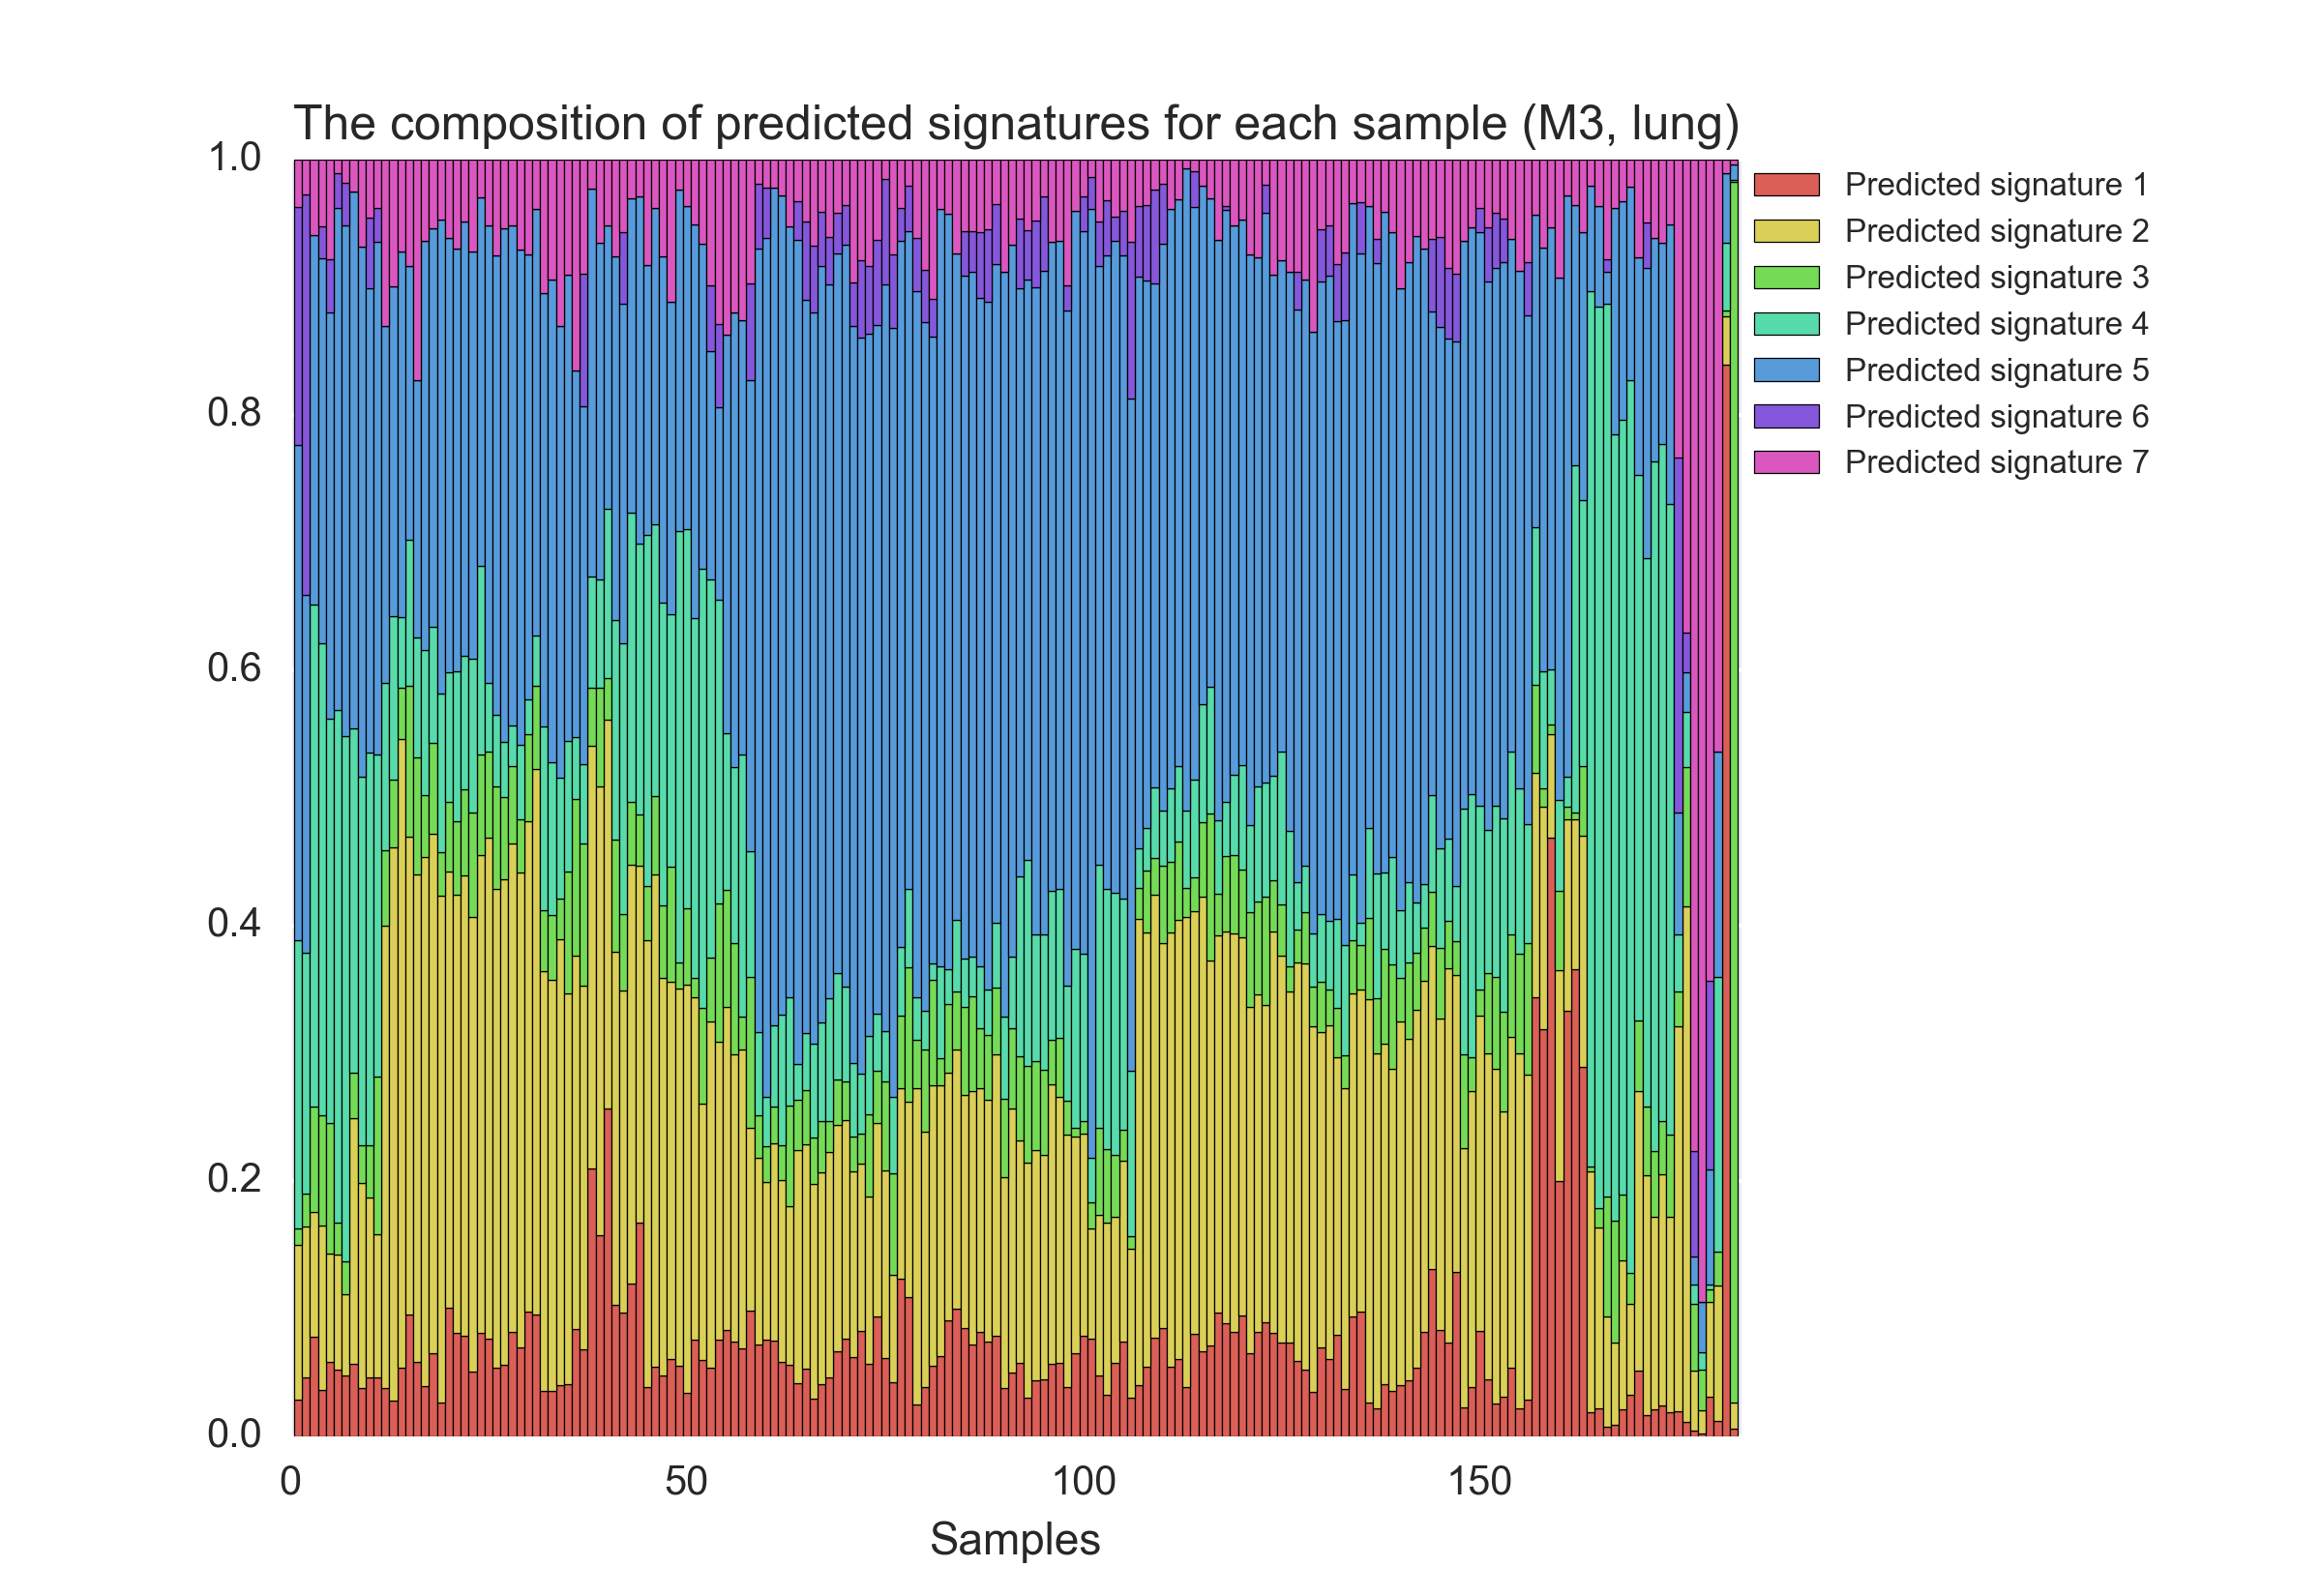 The composition of predicted signatures for each sample (M3, lung)
1.0
0.8
0.6
0.4
0.2
0.0
0
50
100
150
Samples
Predicted signature 1
Predicted signature 2
Predicted signature 3
Predicted signature 4
Predicted signature 5
Predicted signature 6
Predicted signature 7